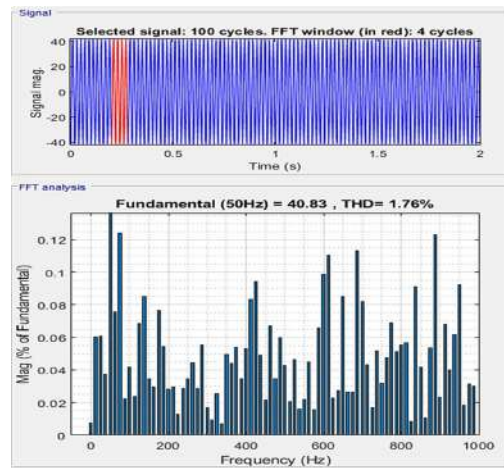 Signal
Selected signal: 100 cycles. FFT window (in red): 4 cycles
Signal mag.
40
20
0
-20
-40
0
0.5
1
1.5
2
Time (s)
FFT analysis
Fundamental (50Hz) = 40.83 , THD= 1.76%
Mag (% of Fundamental)
0.12
0.1
0.08
0.06
0.04
0.02
0
0
200
400
600
800
1000
Frequency (Hz)